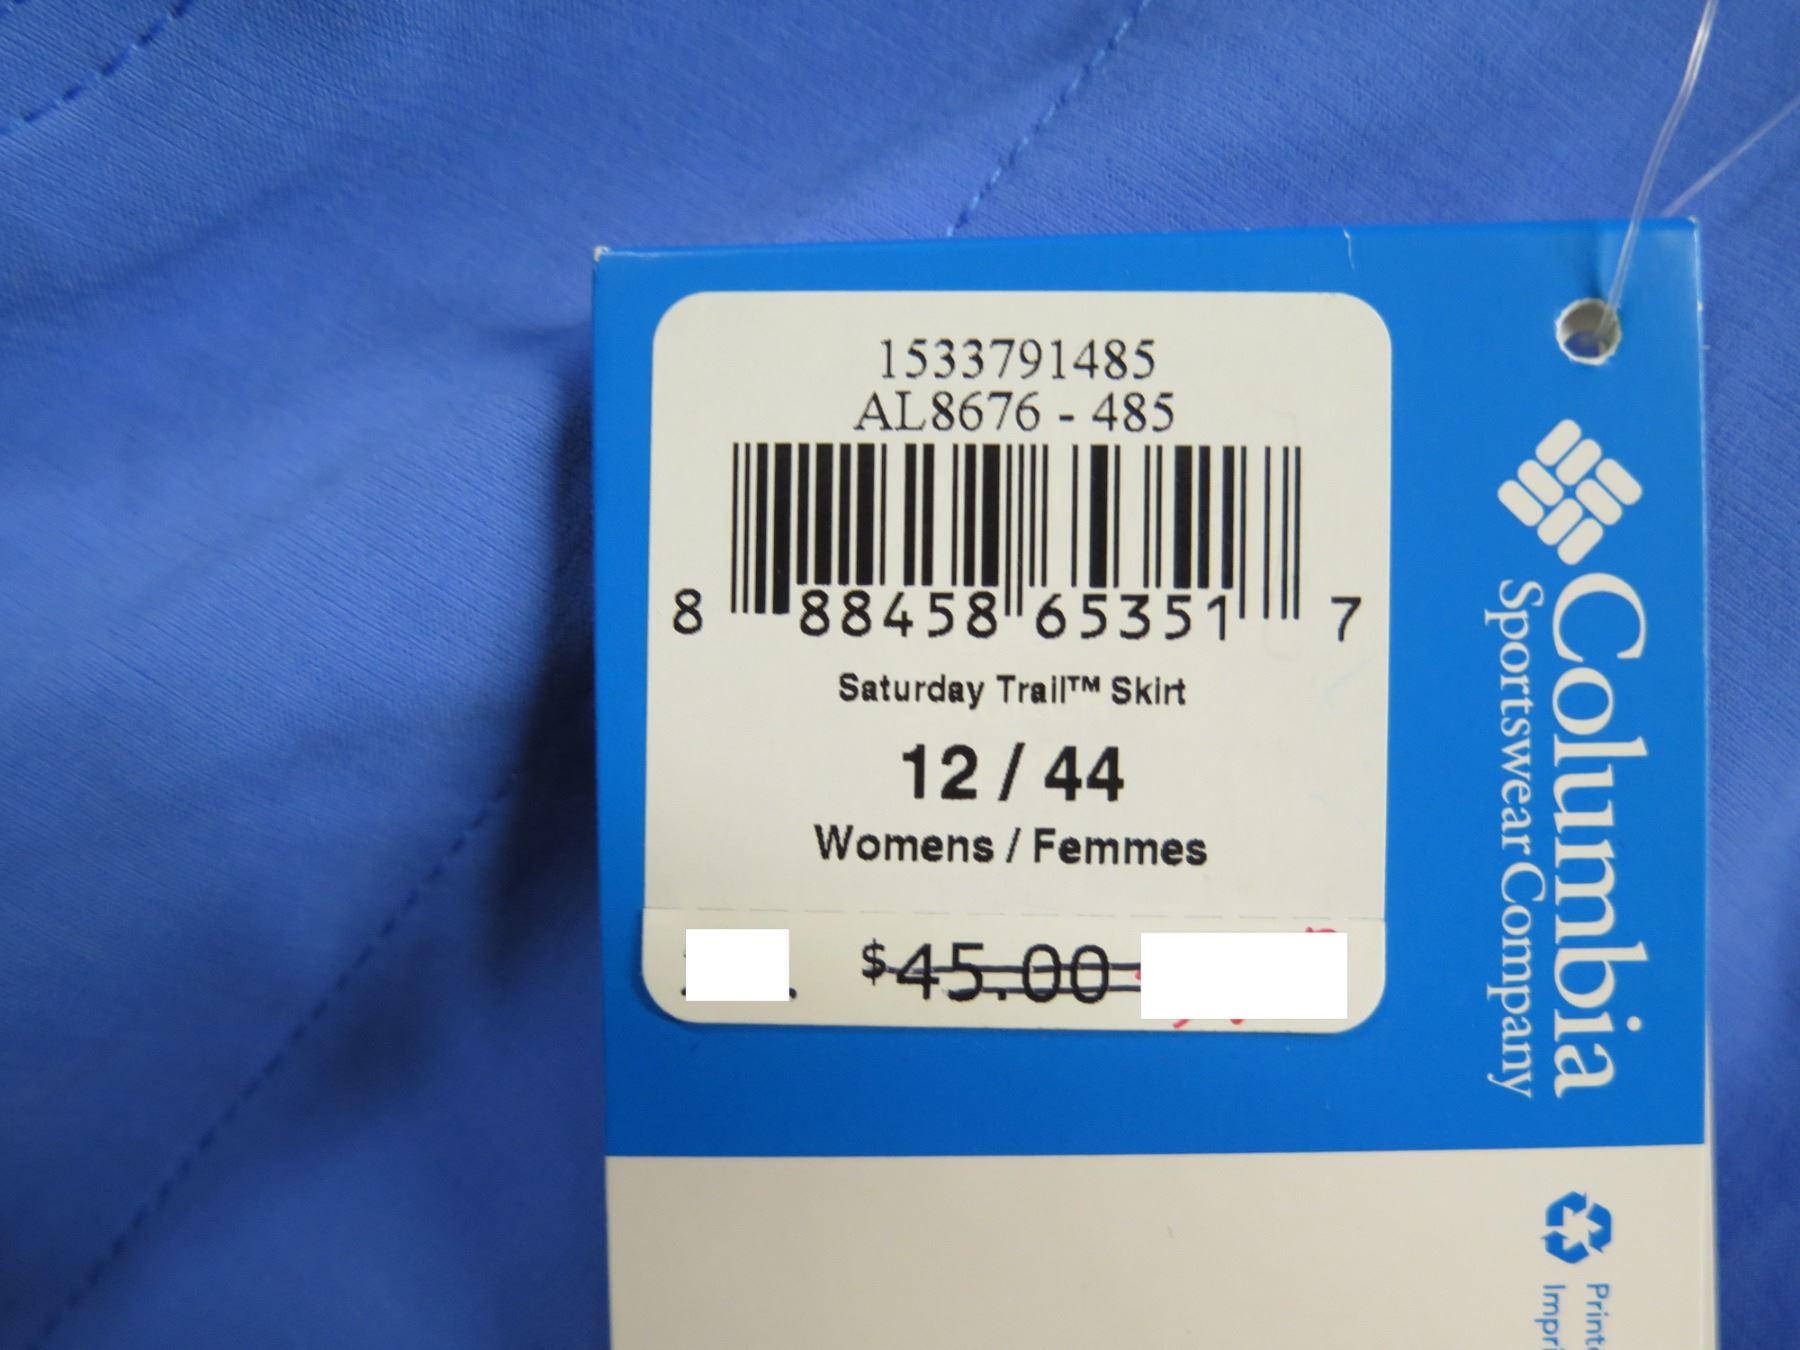 1533791485
AL8676 - 485
8 88458 65351 7
Saturday Trail™ Skirt
12 / 44
Womens / Femmes
$45.00
Columbia
Sportswear Company